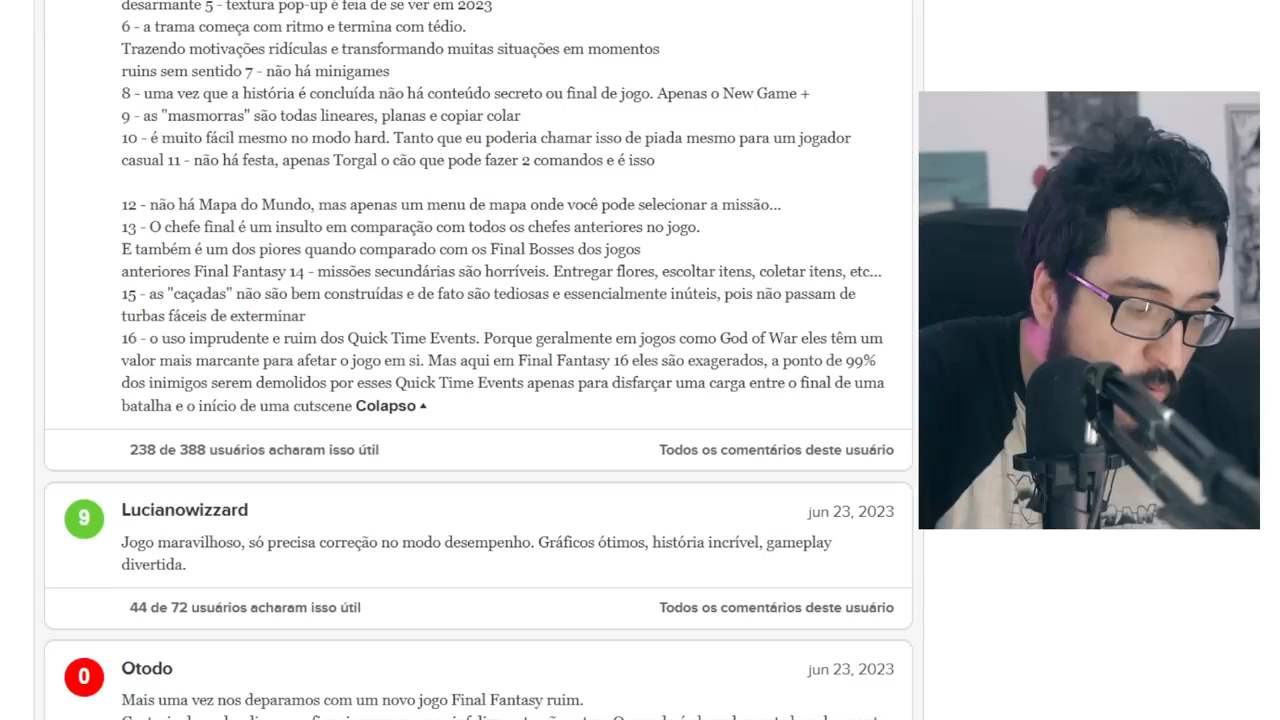 desarmante 5 - textura pop-up é feia de se ver em 2023
6 - a trama começa com ritmo e termina com tédio.
Trazendo motivações ridículas e transformando muitas situações em momentos
ruins sem sentido 7 - não há minigames
8 - uma vez que a história é concluída não há conteúdo secreto ou final de jogo. Apenas o New Game +
9 - as "masmorras" são todas lineares, planas e copiar colar
10 - é muito fácil mesmo no modo hard. Tanto que eu poderia chamar isso de piada mesmo para um jogador
casual 11 - não há festa, apenas Torgal o cão que pode fazer 2 comandos e é isso
12 - não há Mapa do Mundo, mas apenas um menu de mapa onde você pode selecionar a missão...
13 - O chefe final é um insulto em comparação com todos os chefes anteriores no jogo.
E também é um dos piores quando comparado com os Final Bosses dos jogos
anteriores Final Fantasy 14 - missões secundárias são horríveis. Entregar flores, escoltar itens, coletar itens, etc...
15 - as "caçadas" não são bem construídas e de fato são tediosas e essencialmente inúteis, pois não passam de
turbas fáceis de exterminar
16 - o uso imprudente e ruim dos Quick Time Events. Porque geralmente em jogos como God of War eles têm um
valor mais marcante para afetar o jogo em si. Mas aqui em Final Fantasy 16 eles são exagerados, a ponto de 99%
dos inimigos serem demolidos por esses Quick Time Events apenas para disfarçar uma carga entre o final de uma
batalha e o início de uma cutscene Colapso
238 de 388 usuários acharam isso útil Todos os comentários deste usuário
9 Lucianowizzard jun 23, 2023
Jogo maravilhoso, só precisa correção no modo desempenho. Gráficos ótimos, história incrível, gameplay
divertida.
44 de 72 usuários acharam isso útil Todos os comentários deste usuário
0 Otodo jun 23, 2023
Mais uma vez nos deparamos com um novo jogo Final Fantasy ruim.